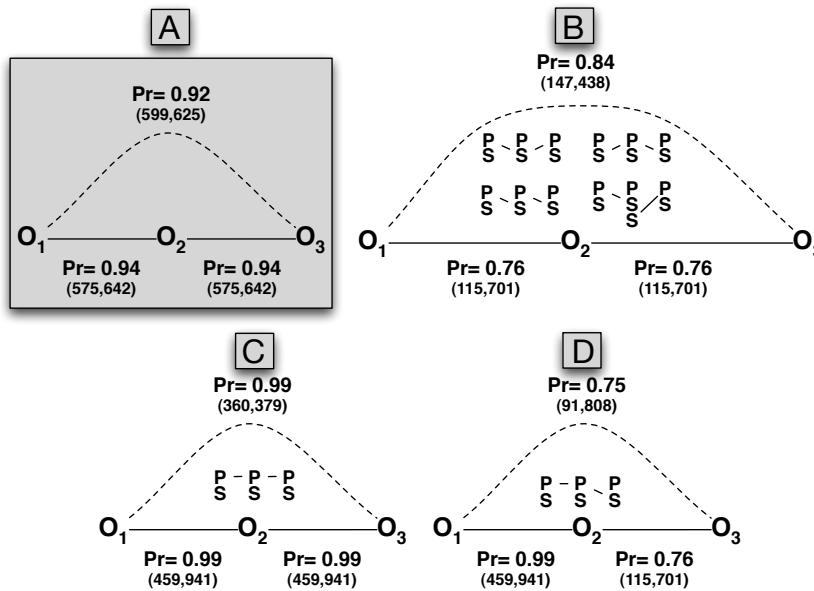 A
Pr= 0.92
(599,625)
O1 O2 O3
Pr= 0.94 Pr= 0.94
(575,642) (575,642)
B
Pr= 0.84
(147,438)
P P P P P P
S S S S S S
P P P P P P
S S S S S S
O1 O2 O
Pr= 0.76 Pr= 0.76
(115,701) (115,701)
C
Pr= 0.99
(360,379)
P P P
S S S
O1 O2 O3
Pr= 0.99 Pr= 0.99
(459,941) (459,941)
D
Pr= 0.75
(91,808)
P P P
S S S
O1 O2 O3
Pr= 0.99 Pr= 0.76
(459,941) (115,701)